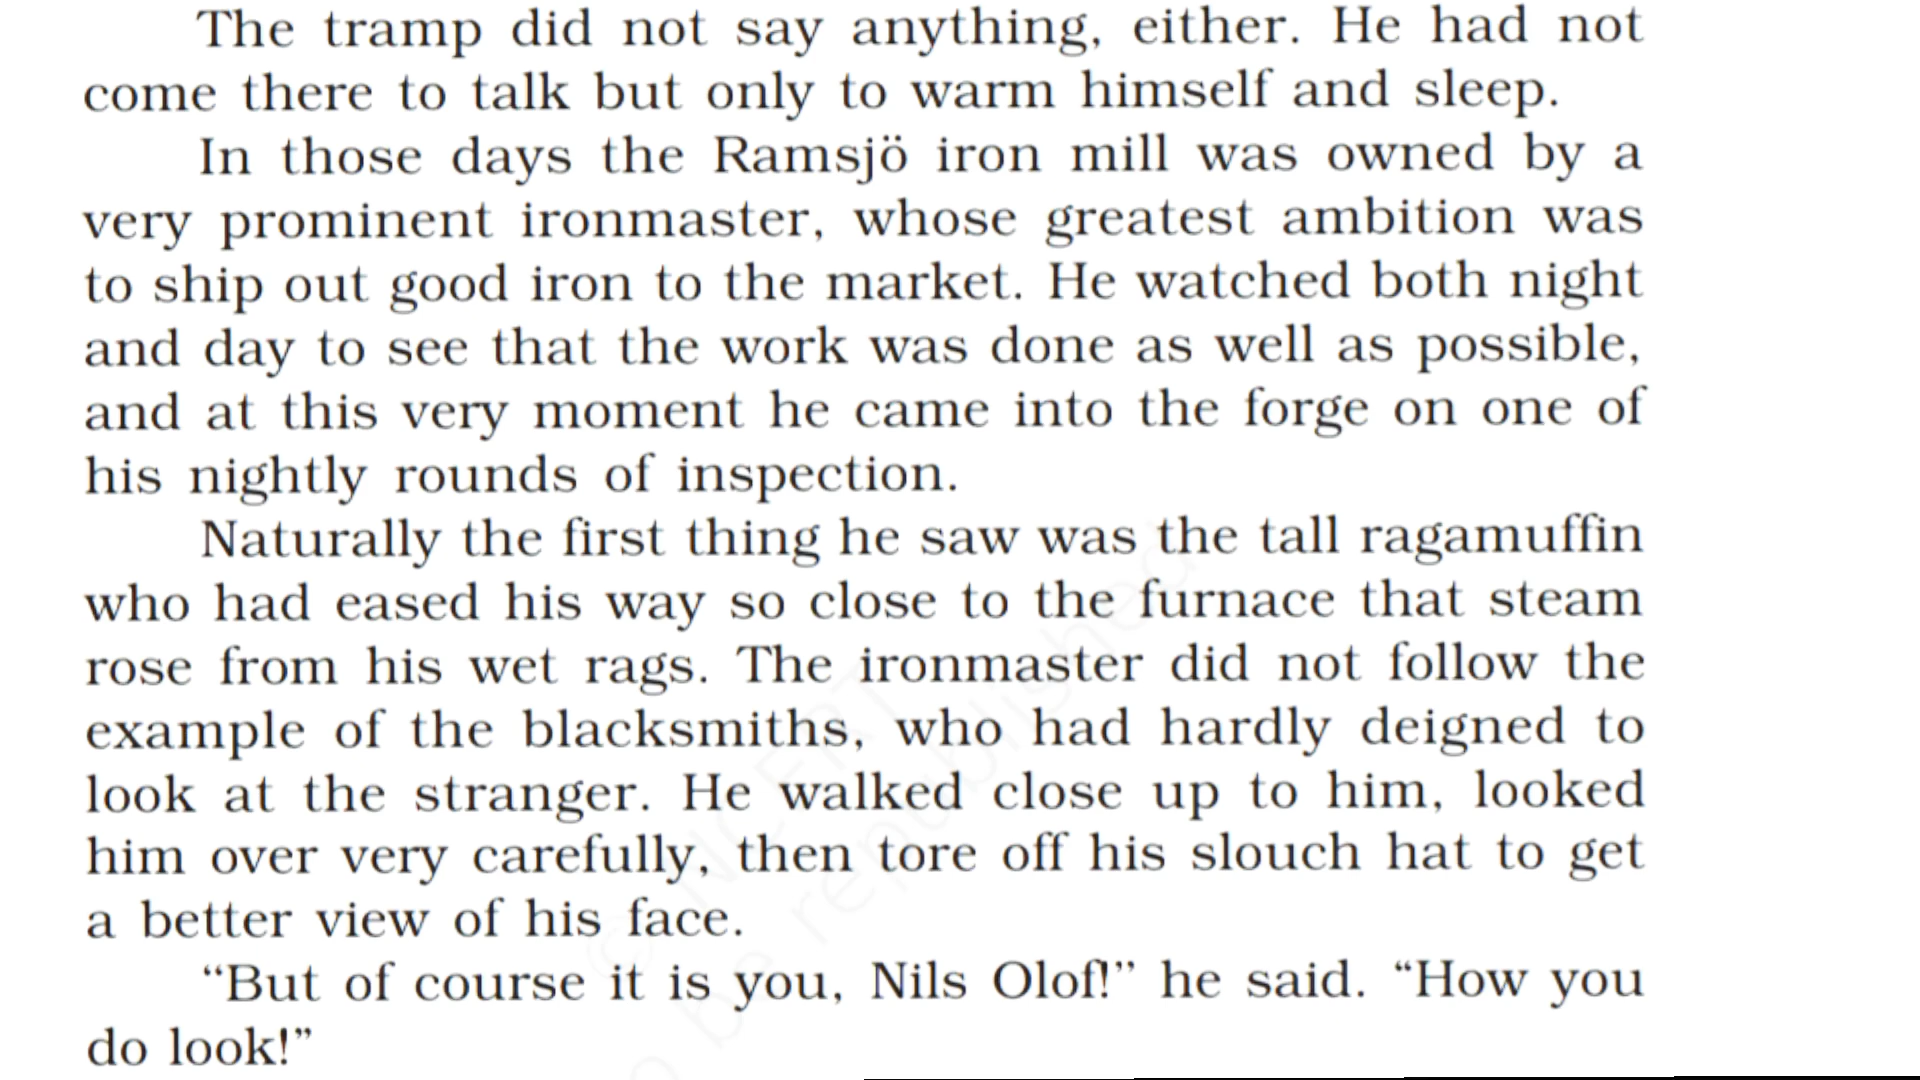 The tramp did not say anything, either. He had not
come there to talk but only to warm himself and sleep.
In those days the Ramsjö iron mill was owned by a
very prominent ironmaster, whose greatest ambition was
to ship out good iron to the market. He watched both night
and day to see that the work was done as well as possible,
and at this very moment he came into the forge on one of
his nightly rounds of inspection.
Naturally the first thing he saw was the tall ragamuffin
who had eased his way so close to the furnace that steam
rose from his wet rags. The ironmaster did not follow the
example of the blacksmiths, who had hardly deigned to
look at the stranger. He walked close up to him, looked
him over very carefully, then tore off his slouch hat to get
a better view of his face.
“But of course it is you, Nils Olof!” he said. “How you
do look!”
© NCERT
o be republished